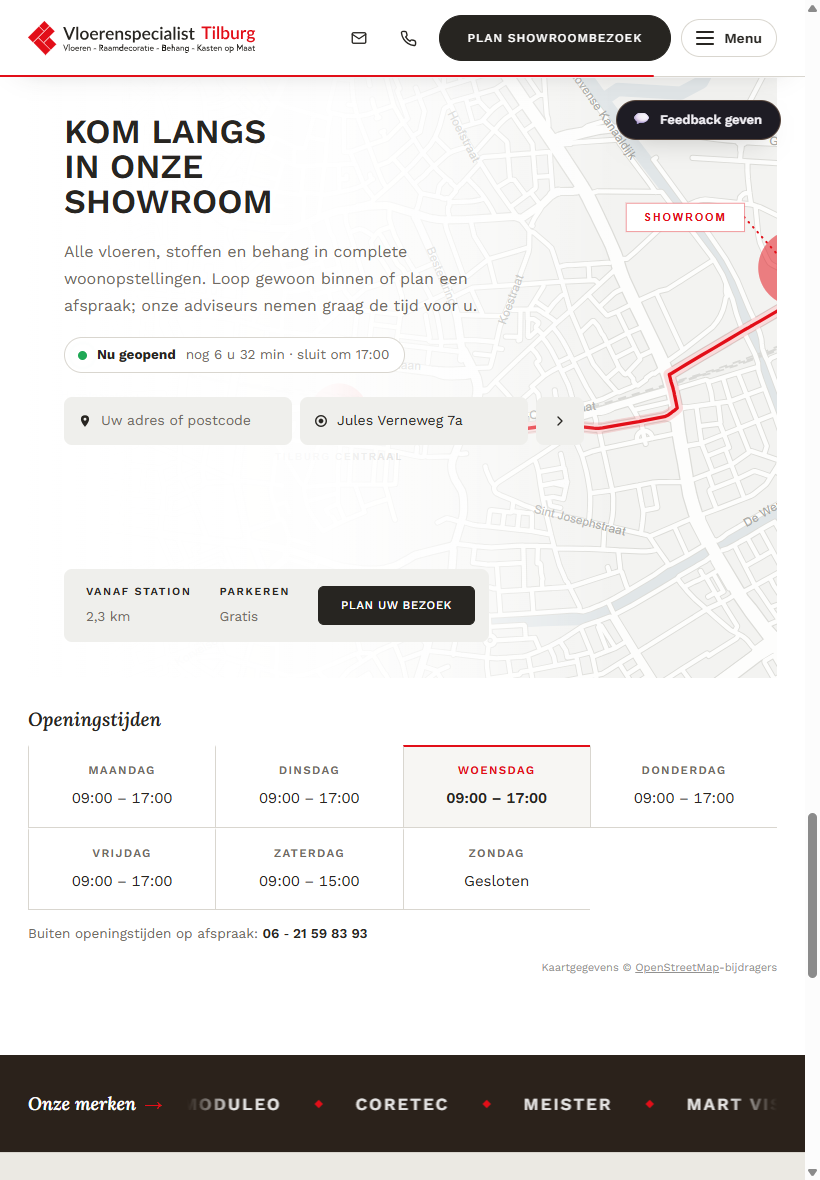 Vloerenspecialist Tilburg
Vloeren - Raamdecoratie - Behang - Kasten op Maat
PLAN SHOWROOMBEZOEK
Menu
Feedback geven
KOM LANGS
IN ONZE
SHOWROOM
Hoefstraat
SHOWROOM
Alle vloeren, stoffen en behang in complete
woonopstellingen. Loop gewoon binnen of plan een
afspraak; onze adviseurs nemen graag de tijd voor u.
Koestraat
Nu geopend nog 6 u 32 min · sluit om 17:00
Uw adres of postcode
Jules Verneweg 7a
CENTRAAL
Sint Josephstraat
VANAF STATION
2,3 km
PARKEREN
Gratis
PLAN UW BEZOEK
Openingstijden
MAANDAG
09:00 – 17:00
DINSDAG
09:00 – 17:00
WOENSDAG
09:00 – 17:00
DONDERDAG
09:00 – 17:00
VRIJDAG
09:00 – 17:00
ZATERDAG
09:00 – 15:00
ZONDAG
Gesloten
Buiten openingstijden op afspraak: 06 - 21 59 83 93
Kaartgegevens © OpenStreetMap-bijdragers
Onze merken →
MODULEO
CORETEC
MEISTER
MART VIS